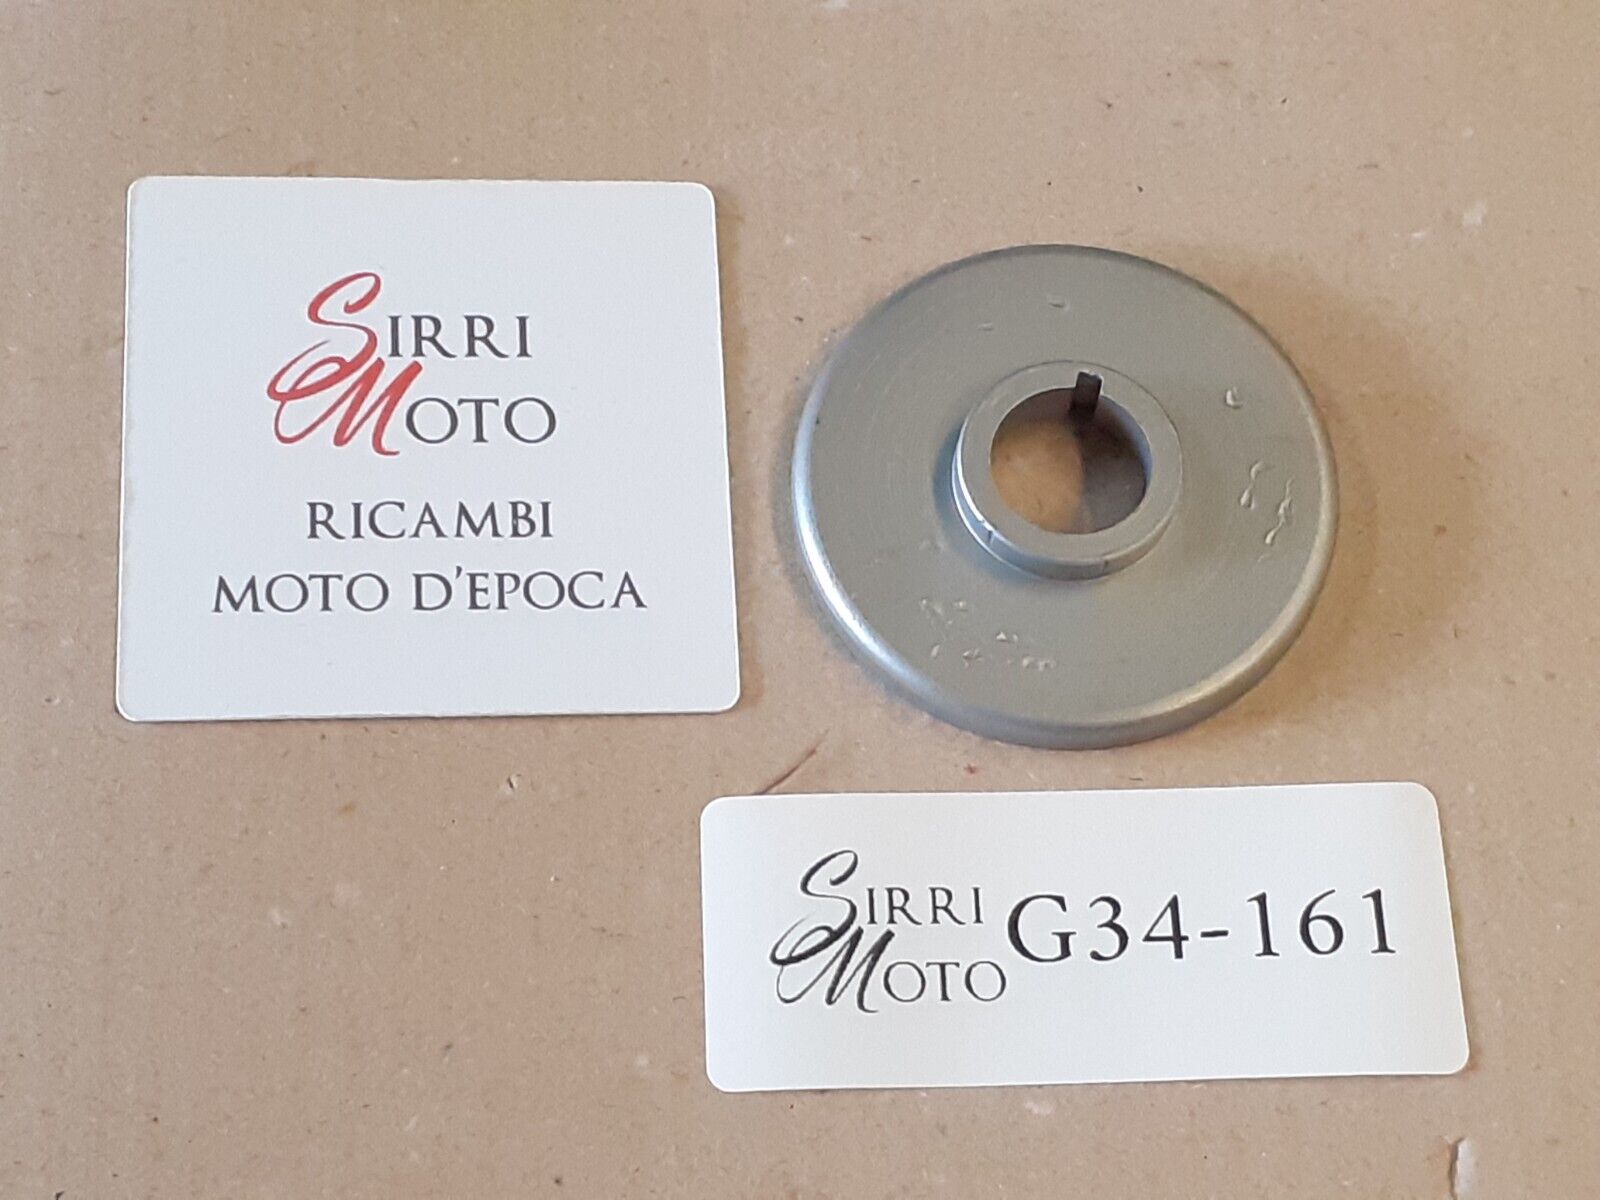 SIRRI
MOTO
RICAMBI
MOTO D'EPOCA
SIRRI
MOTO
G34-161